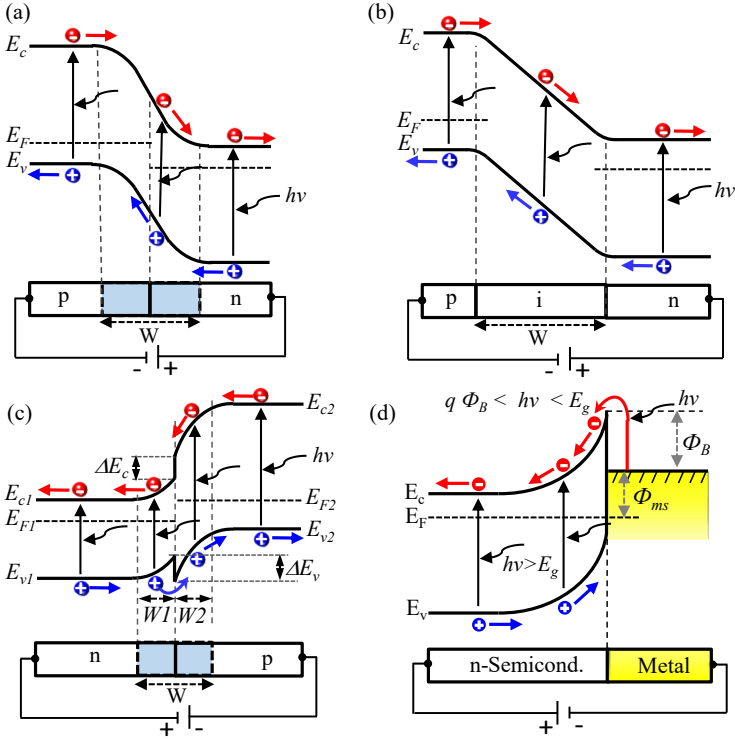 (a)
E_c
E_F
E_v
hν
p
n
W
- +
(b)
E_c
E_F
E_v
hν
p
i
n
W
- +
(c)
E_c2
ΔE_c
hν
E_c1
E_F1
E_F2
E_v2
E_v1
ΔE_v
W1
W2
n
p
W
+ -
(d)
q Φ_B < hν < E_g
hν
Φ_B
E_c
E_F
Φ_ms
hν>E_g
E_v
n-Semicond.
Metal
+ -